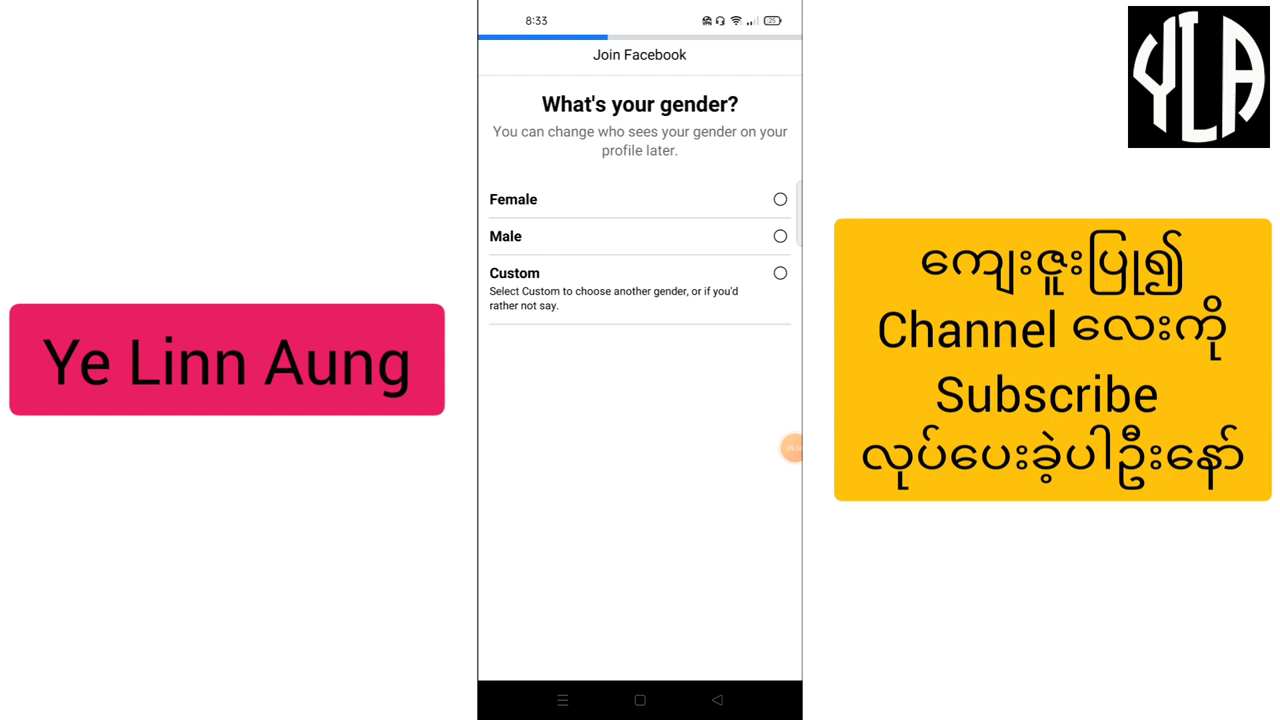 8:33
25
Join Facebook
What's your gender?
You can change who sees your gender on your
profile later.
Female
Male
Custom
Select Custom to choose another gender, or if you'd
rather not say.
Ye Linn Aung
YLA
ကျေးဇူးပြု၍
Channel လေးကို
Subscribe
လုပ်ပေးခဲ့ပါဦးနော်